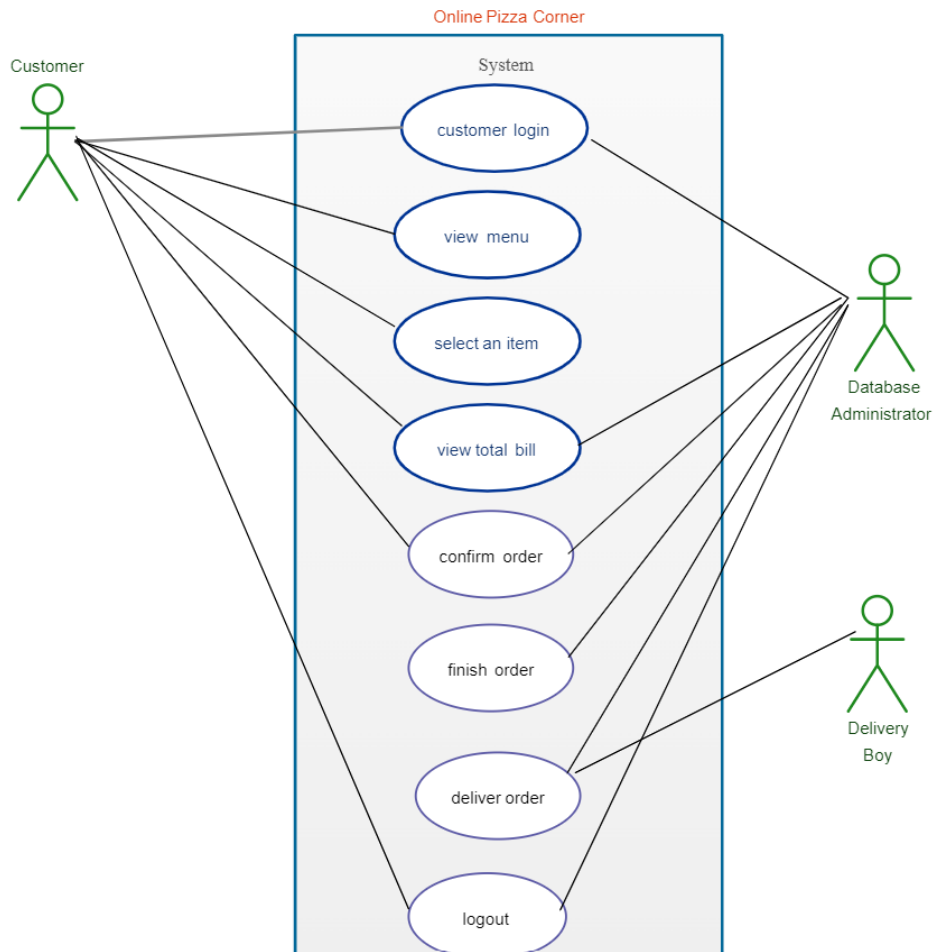 Online Pizza Corner
System
Customer
customer login
view menu
select an item
Database
Administrator
view total bill
confirm order
finish order
Delivery
Boy
deliver order
logout